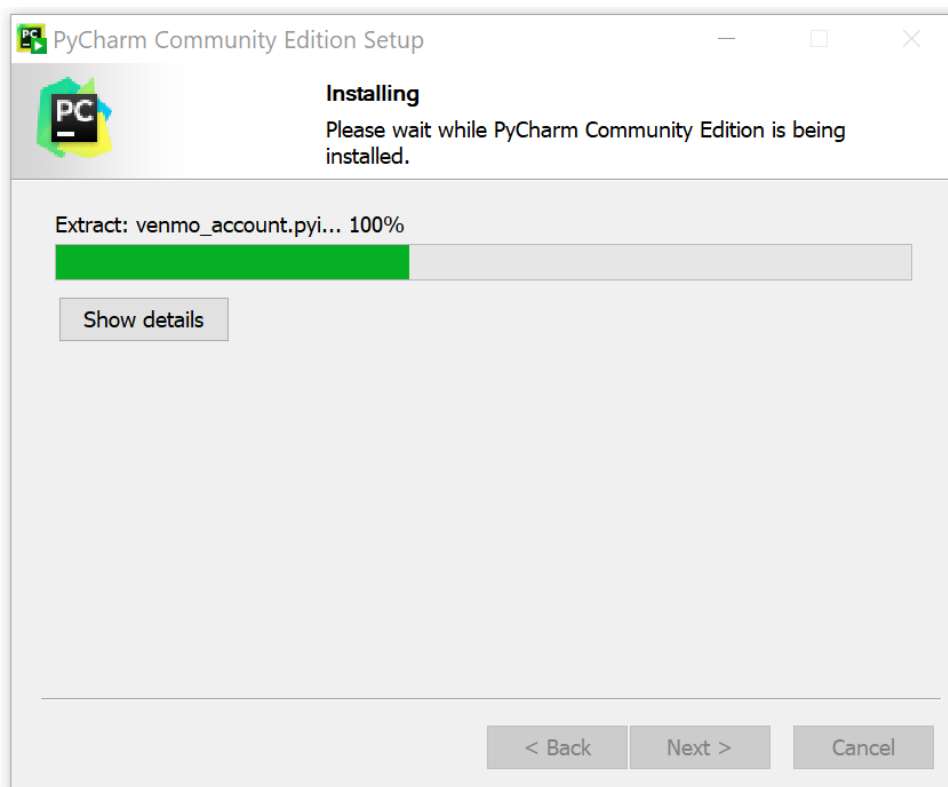 PC PyCharm Community Edition Setup
PC
Installing
Please wait while PyCharm Community Edition is being
installed.
Extract: venmo_account.pyi... 100%
Show details
< Back
Next >
Cancel